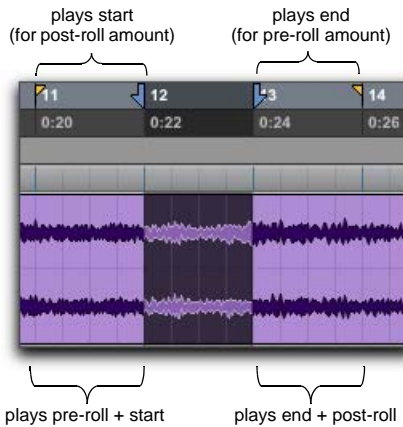 plays start
(for post-roll amount)
plays end
(for pre-roll amount)
11
12
13
14
0:20
0:22
0:24
0:26
plays pre-roll + start
plays end + post-roll